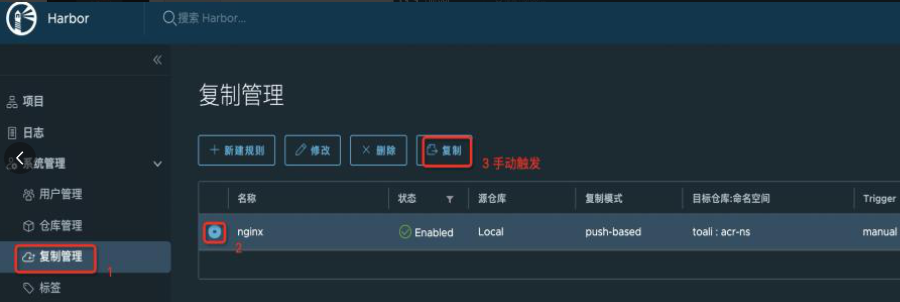 Harbor
搜索 Harbor...
项目
日志
系统管理
用户管理
仓库管理
复制管理
1
标签
复制管理
新建规则
修改
删除
复制
3 手动触发
名称
状态
源仓库
复制模式
目标仓库:命名空间
Trigger
nginx
Enabled
Local
push-based
toali : acr-ns
manual
2